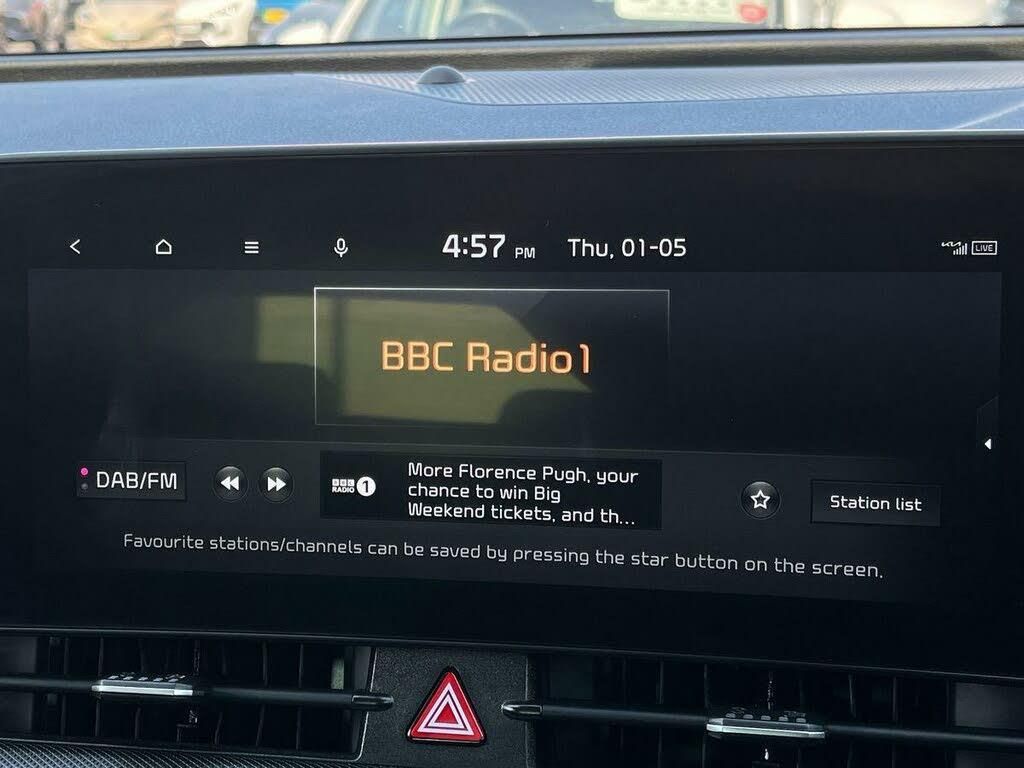 4:57 PM Thu, 01-05
LIVE
BBC Radio 1
DAB/FM
BBC
RADIO 1
More Florence Pugh, your
chance to win Big
Weekend tickets, and th...
Station list
Favourite stations/channels can be saved by pressing the star button on the screen.